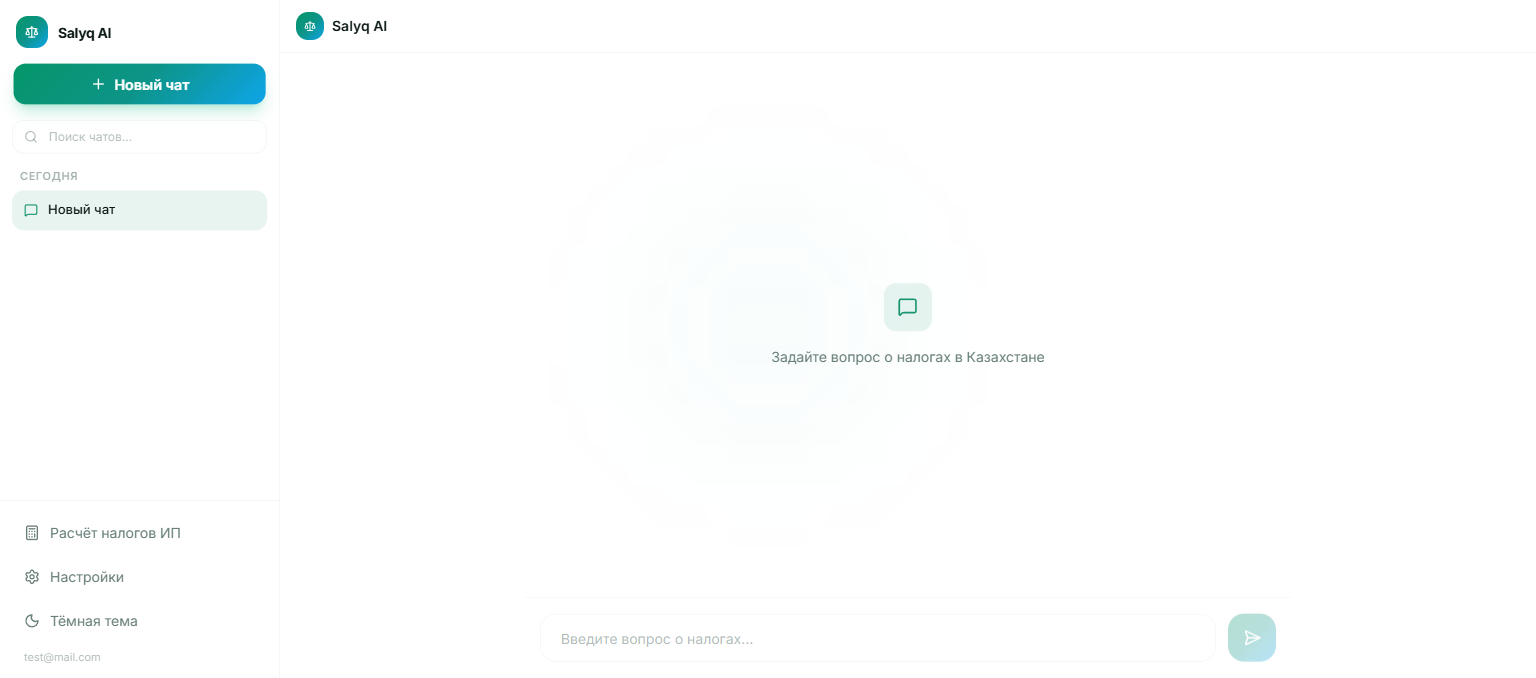 Salyq AI
Новый чат
Поиск чатов...
СЕГОДНЯ
Новый чат
Расчёт налогов ИП
Настройки
Тёмная тема
test@mail.com
Salyq AI
Задайте вопрос о налогах в Казахстане
Введите вопрос о налогах...